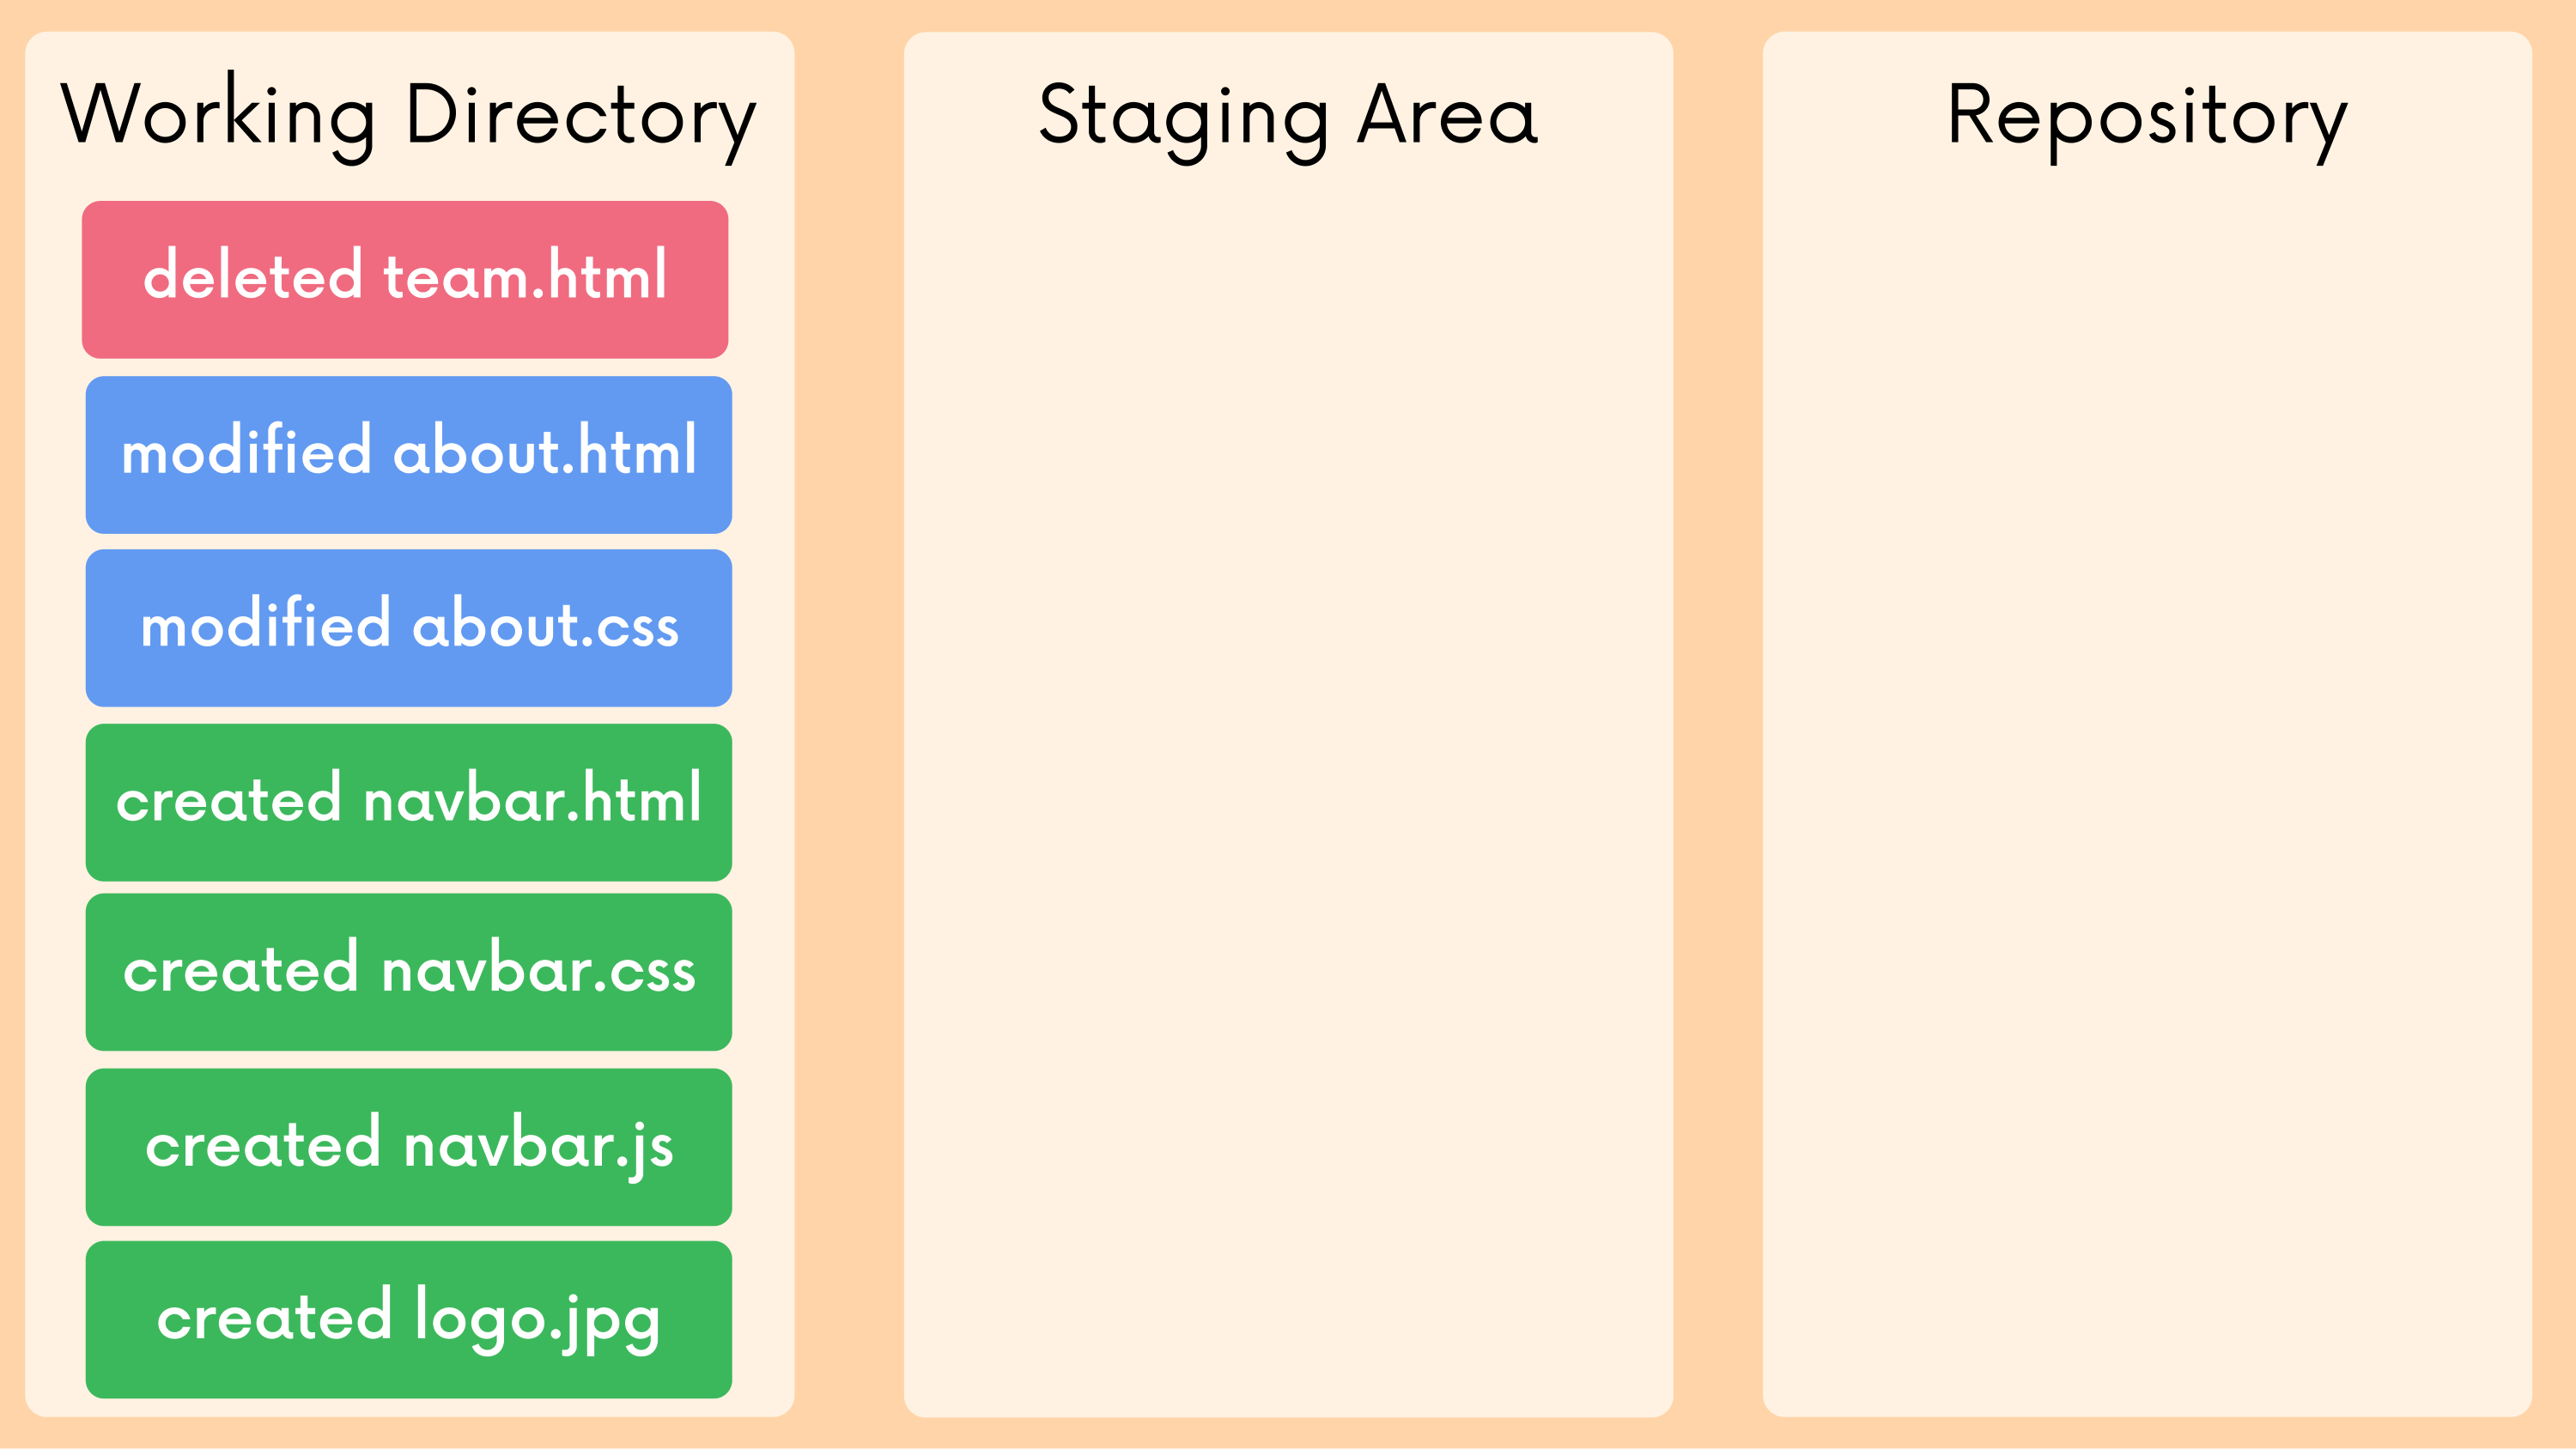 Working Directory
Staging Area
Repository
deleted team.html
modified about.html
modified about.css
created navbar.html
created navbar.css
created navbar.js
created logo.jpg